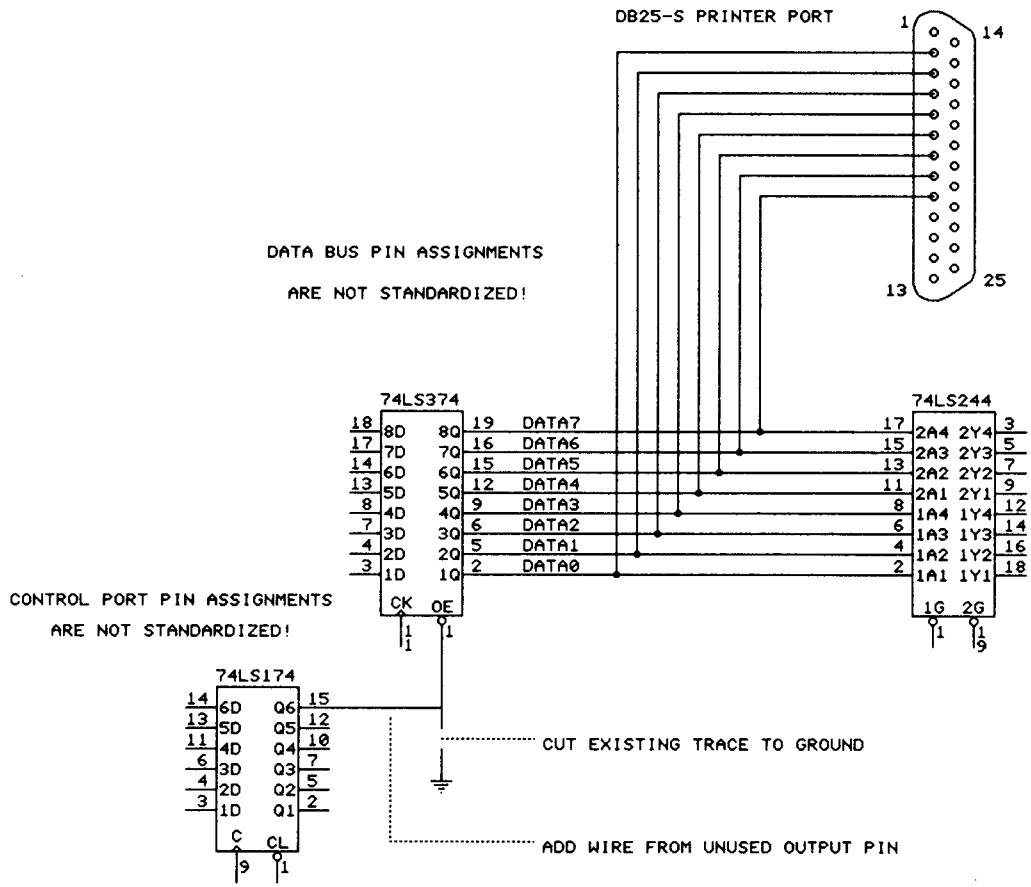 DB25-S PRINTER PORT
1
14
DATA BUS PIN ASSIGNMENTS
ARE NOT STANDARDIZED!
13
25
74LS374
74LS244
18 8D 8Q 19 DATA7 17 2A4 2Y4 3
17 7D 7Q 16 DATA6 15 2A3 2Y3 5
14 6D 6Q 15 DATA5 13 2A2 2Y2 7
13 5D 5Q 12 DATA4 11 2A1 2Y1 9
8 4D 4Q 9 DATA3 8 1A4 1Y4 12
7 3D 3Q 6 DATA2 6 1A3 1Y3 14
4 2D 2Q 5 DATA1 4 1A2 1Y2 16
3 1D 1Q 2 DATA0 2 1A1 1Y1 18
CK OE
11 1
1G 2G
1 19
CONTROL PORT PIN ASSIGNMENTS
ARE NOT STANDARDIZED!
74LS174
14 6D Q6 15
13 5D Q5 12
11 4D Q4 10
6 3D Q3 7
4 2D Q2 5
3 1D Q1 2
C CL
9 1
CUT EXISTING TRACE TO GROUND
ADD WIRE FROM UNUSED OUTPUT PIN